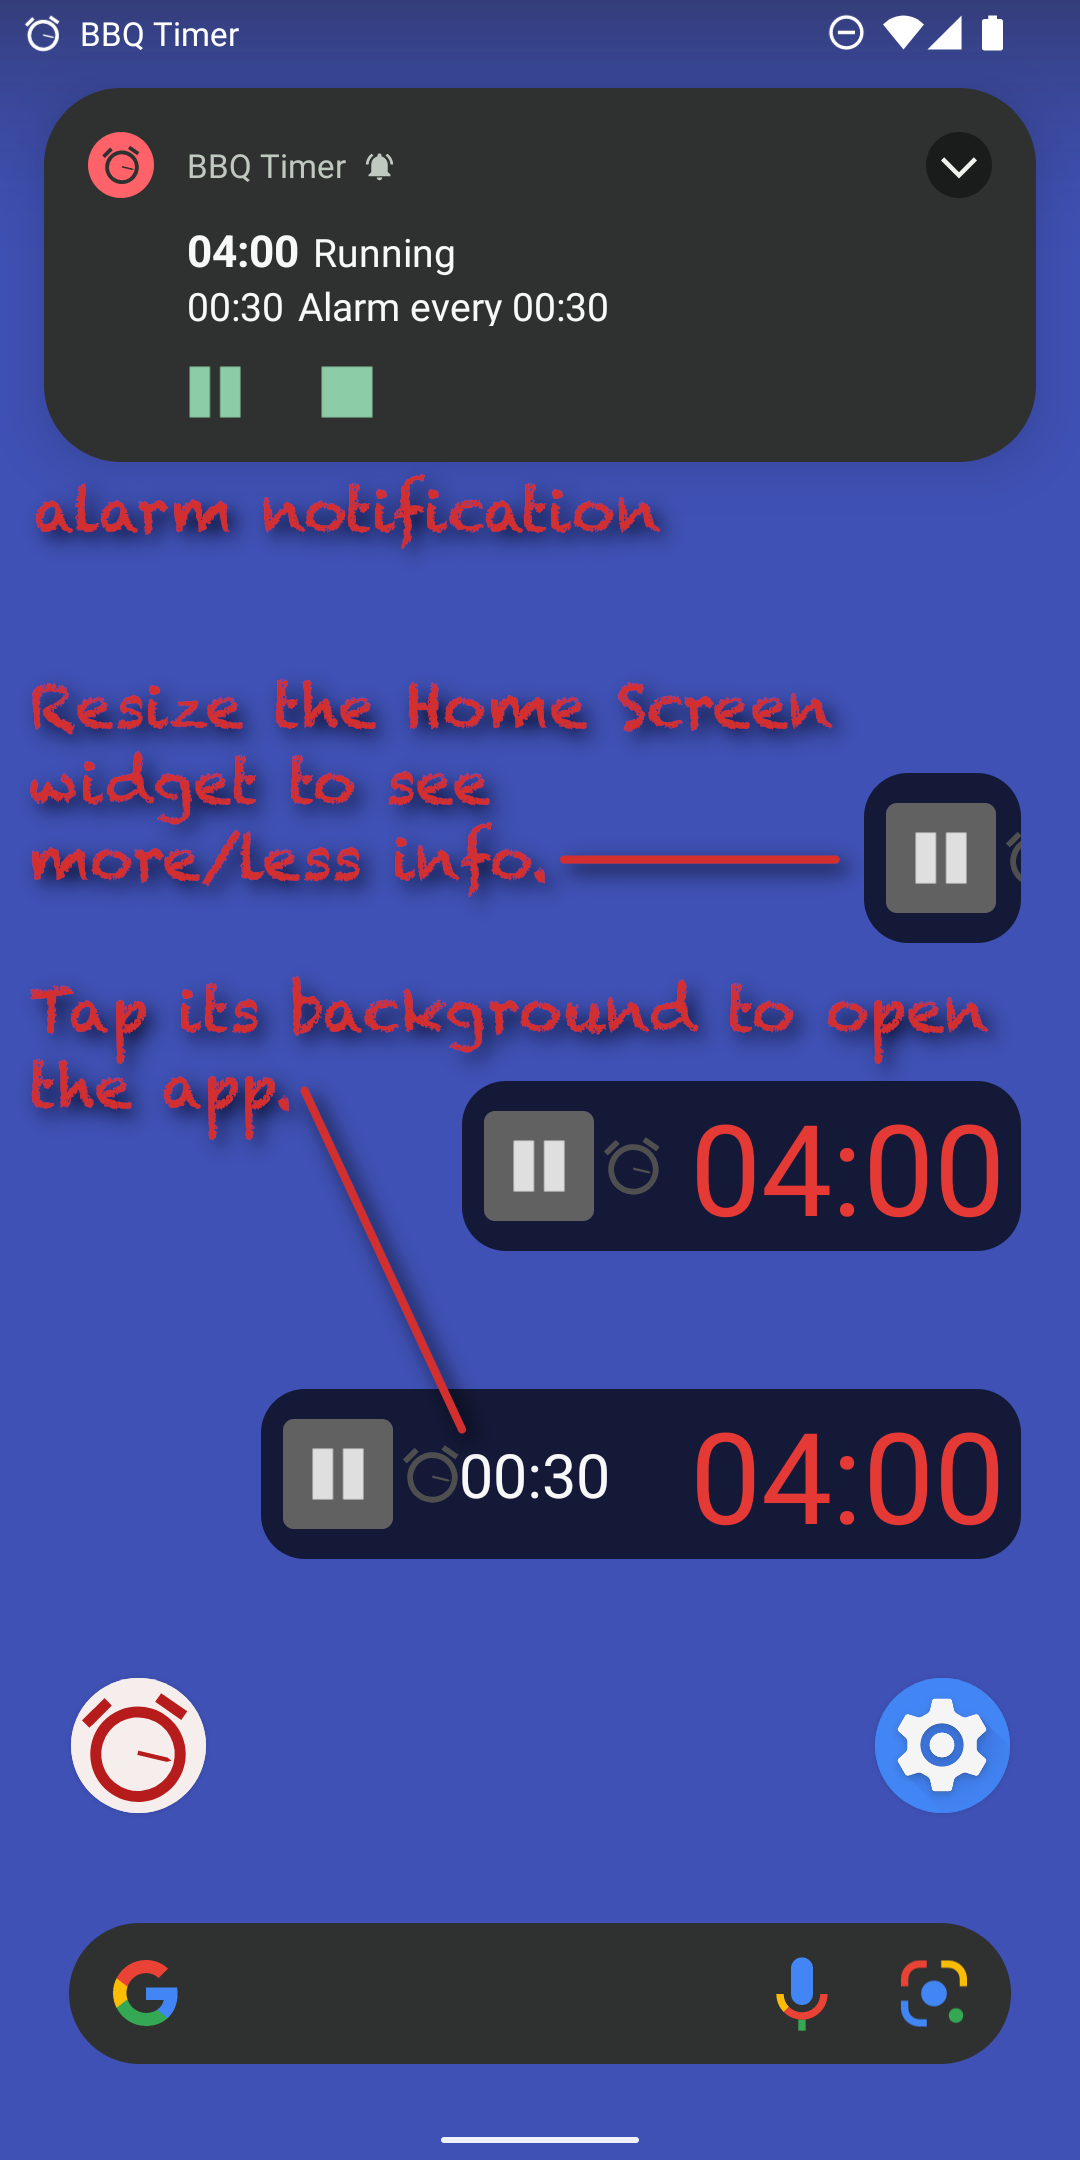 BBQ Timer
BBQ Timer
04:00 Running
00:30 Alarm every 00:30
alarm notification
Resize the Home Screen
widget to see
more/less info.
Tap its background to open
the app.
04:00
00:30 04:00